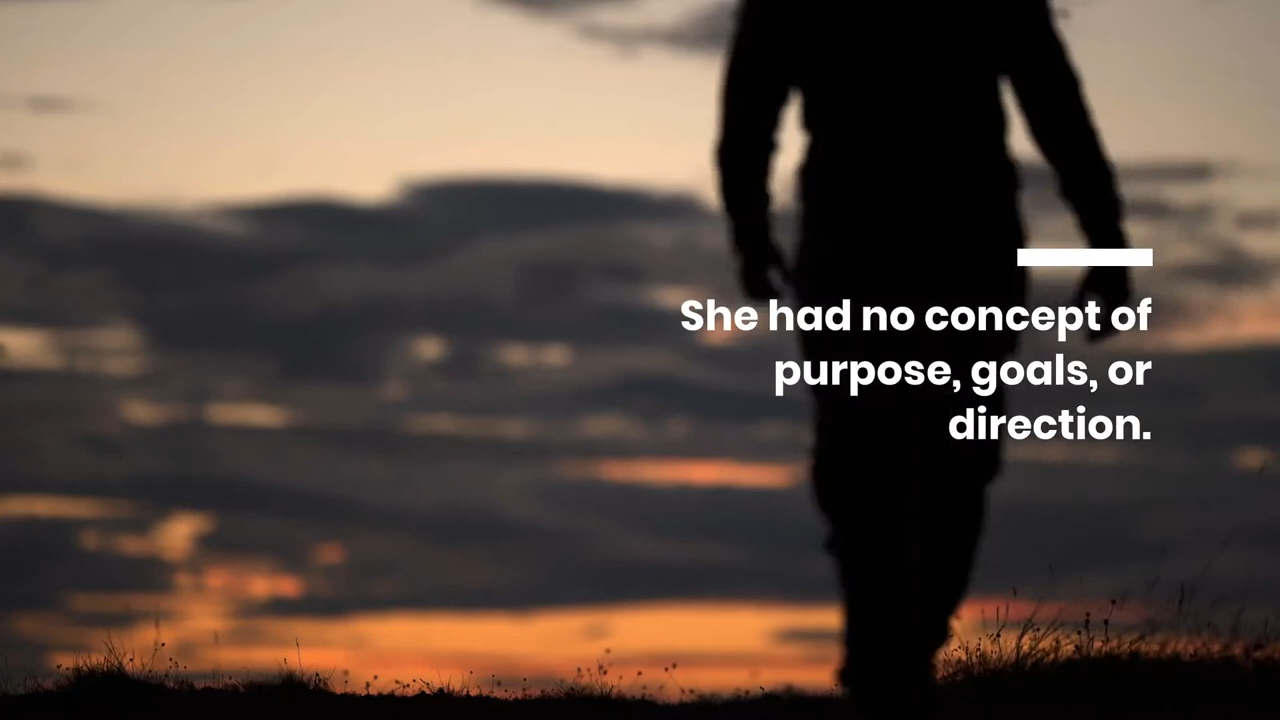 She had no concept of
purpose, goals, or
direction.